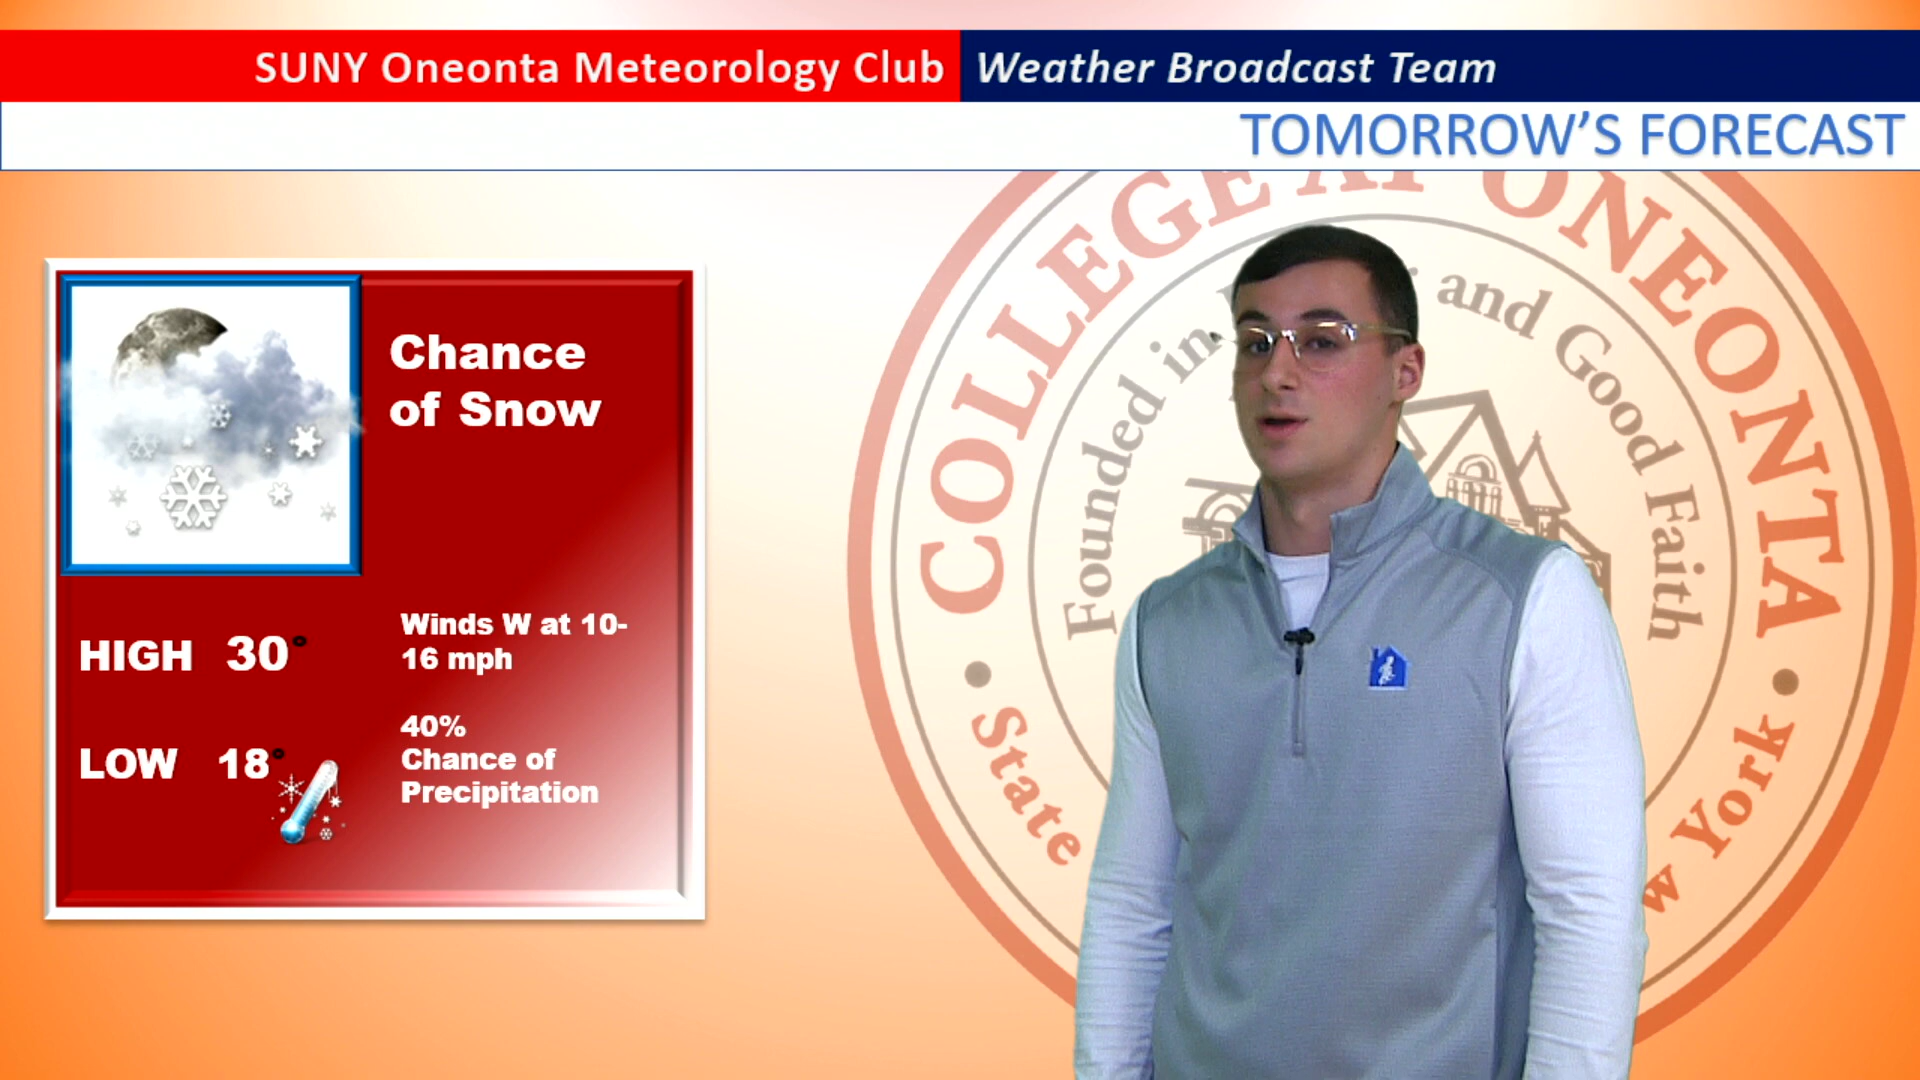 SUNY Oneonta Meteorology Club Weather Broadcast Team
TOMORROW'S FORECAST
Chance
of Snow
HIGH 30°
LOW 18°
Winds W at 10-
16 mph
40%
Chance of
Precipitation
COLLEGE AT ONEONTA
Founded in
and Good Faith
State
York